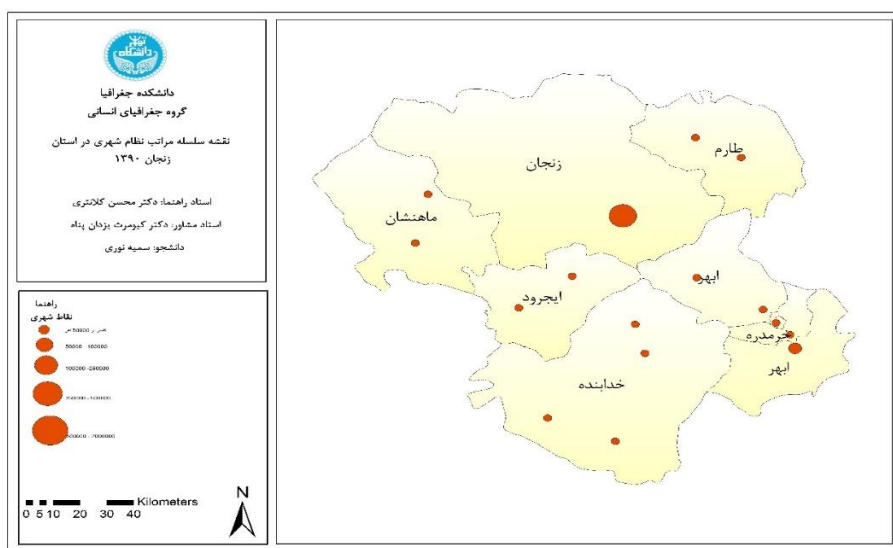 دانشگاه تهران
دانشکده جغرافیا
گروه جغرافیای انسانی
نقشه سلسله مراتب نظام شهری در استان
زنجان ۱۳۹۰
استاد راهنما: دکتر محسن کلانتری
استاد مشاور: دکتر کیومرث یزدان پناه
دانشجو: سمیه نوری
راهنما
نقاط شهری
50000 - 100000
Kilometers
0 5 10 20 30 40
N
طارم
زنجان
ماهنشان
ابهر
ایجرود
خرمدره
ابهر
خدابنده